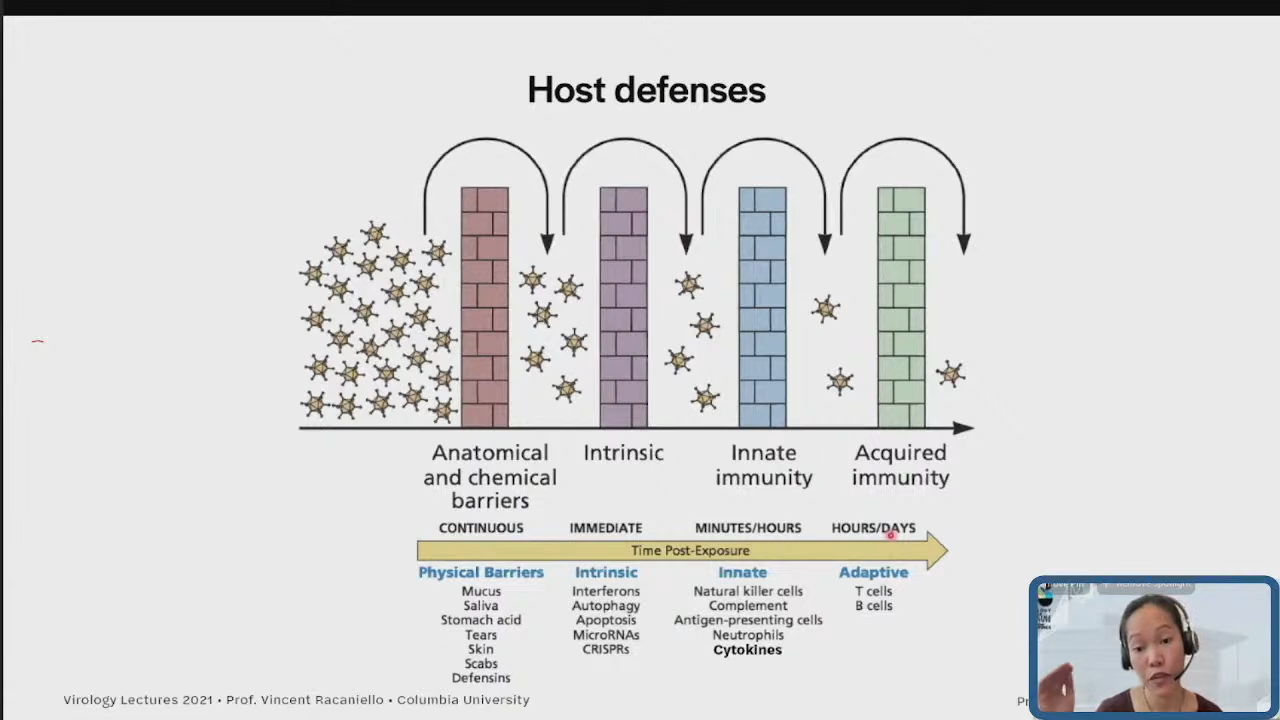 Host defenses
Anatomical
and chemical
barriers
Intrinsic
Innate
immunity
Acquired
immunity
CONTINUOUS
IMMEDIATE
MINUTES/HOURS
HOURS/DAYS
Time Post-Exposure
Physical Barriers
Mucus
Saliva
Stomach acid
Tears
Skin
Scabs
Defensins
Intrinsic
Interferons
Autophagy
Apoptosis
MicroRNAs
CRISPRs
Innate
Natural killer cells
Complement
Antigen-presenting cells
Neutrophils
Cytokines
Adaptive
T cells
B cells
Virology Lectures 2021 • Prof. Vincent Racaniello • Columbia University